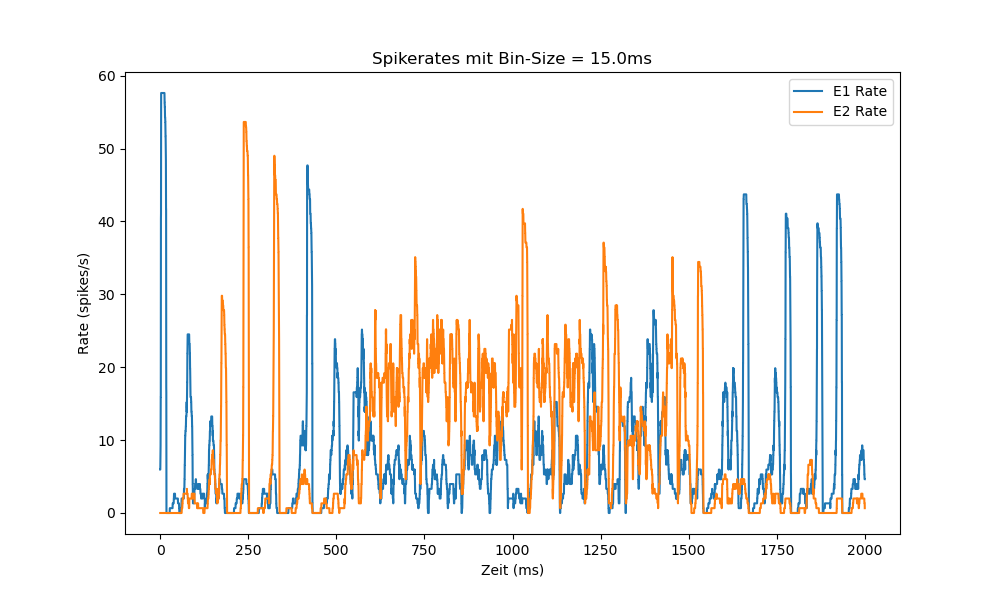 Spikerates mit Bin-Size = 15.0ms
E1 Rate
E2 Rate
60
50
40
30
20
10
0
Rate (spikes/s)
0 250 500 750 1000 1250 1500 1750 2000
Zeit (ms)